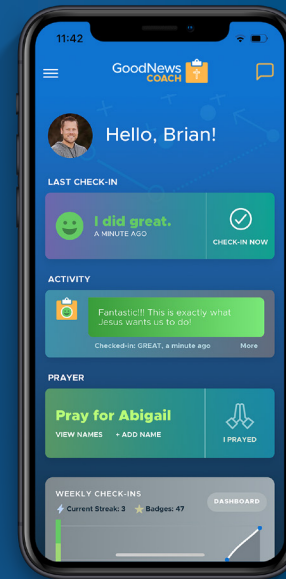 11:42
GoodNews
COACH
Hello, Brian!
LAST CHECK-IN
I did great.
A MINUTE AGO
CHECK-IN NOW
ACTIVITY
Fantastic!!! This is exactly what
Jesus wants us to do!
Checked-in: GREAT, a minute ago More
PRAYER
Pray for Abigail
VIEW NAMES + ADD NAME
I PRAYED
WEEKLY CHECK-INS
Current Streak: 3 Badges: 47
DASHBOARD